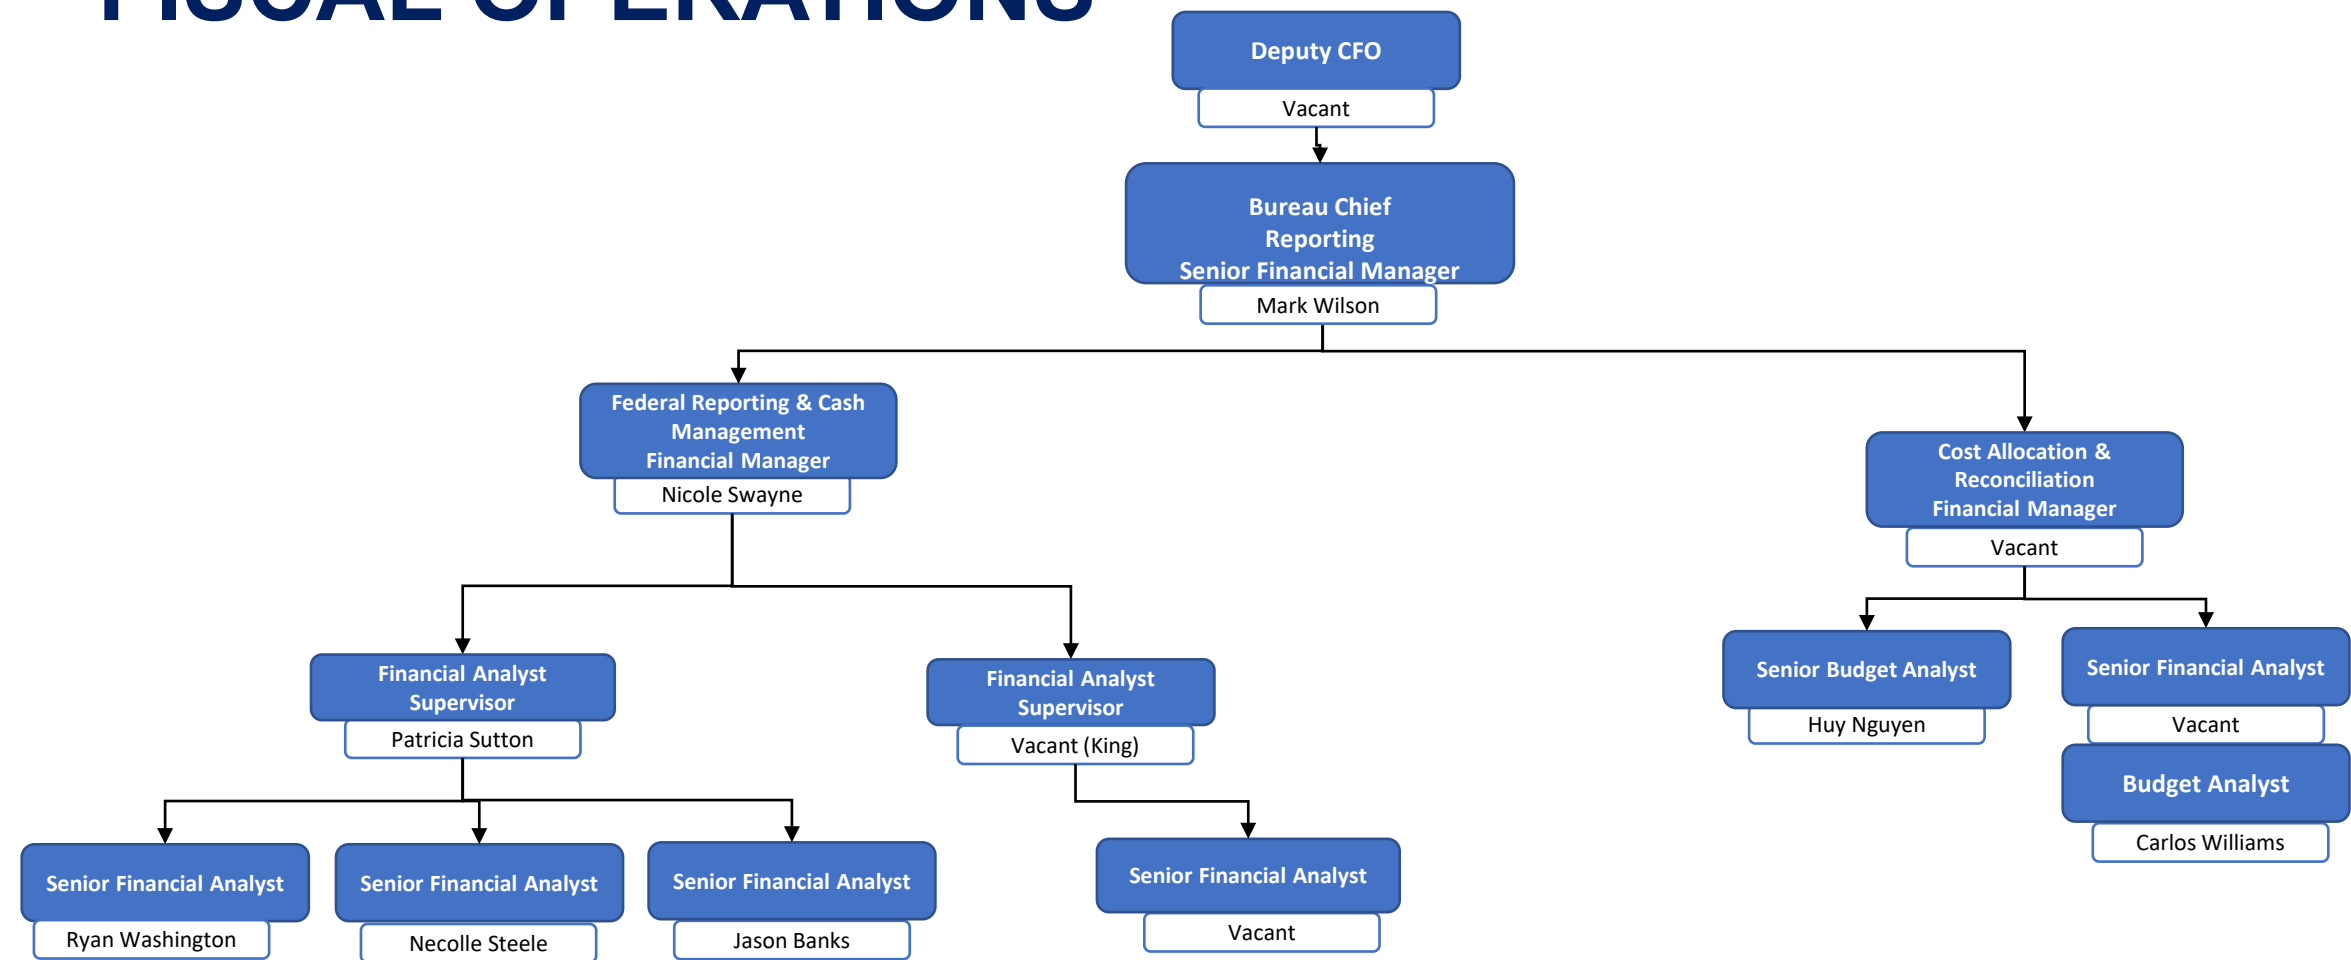 FISCAL OPERATIONS
Deputy CFO
Vacant
Bureau Chief
Reporting
Senior Financial Manager
Mark Wilson
Federal Reporting & Cash
Management
Financial Manager
Nicole Swayne
Cost Allocation &
Reconciliation
Financial Manager
Vacant
Financial Analyst
Supervisor
Patricia Sutton
Financial Analyst
Supervisor
Vacant (King)
Senior Budget Analyst
Huy Nguyen
Senior Financial Analyst
Vacant
Budget Analyst
Carlos Williams
Senior Financial Analyst
Ryan Washington
Senior Financial Analyst
Necolle Steele
Senior Financial Analyst
Jason Banks
Senior Financial Analyst
Vacant